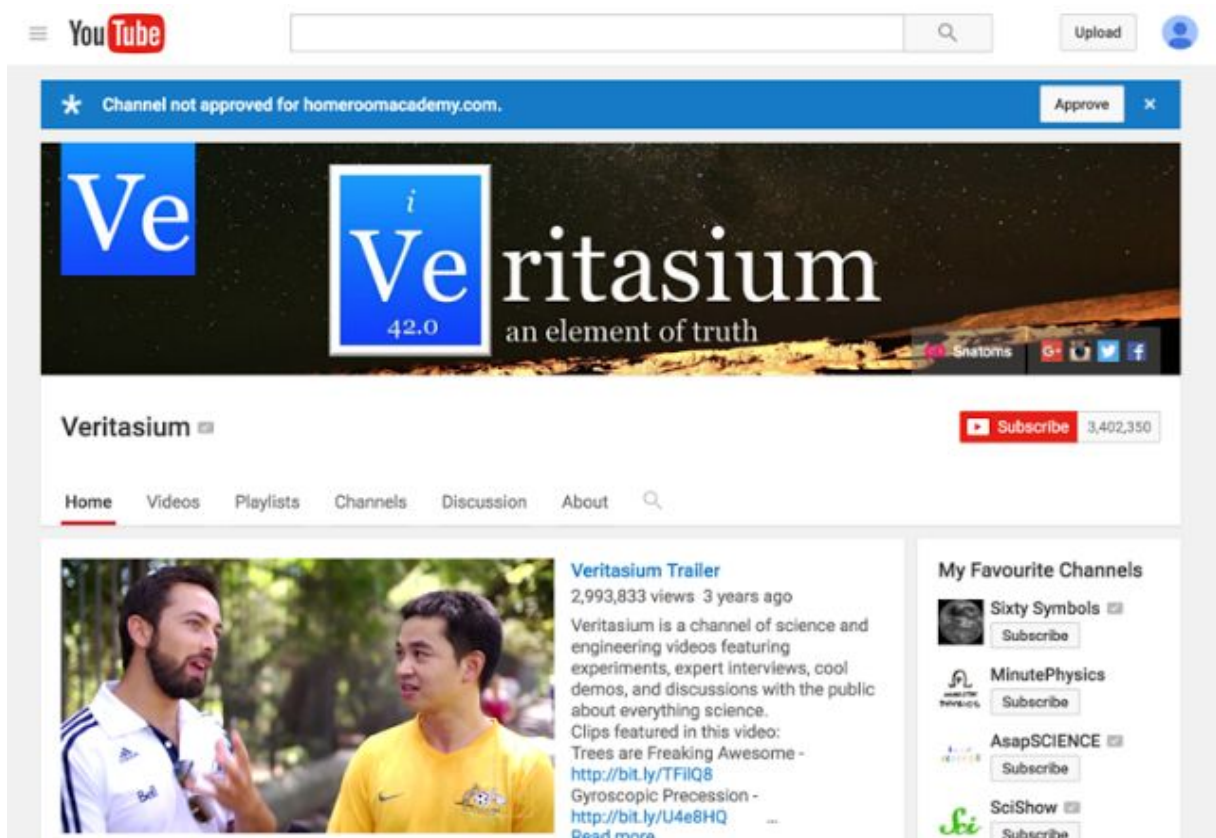 YouTube
Upload
Channel not approved for homeroomacademy.com.
Approve
Ve
i
Veritasium
42.0
an element of truth
Snatoms
G+
Veritasium
Subscribe 3,402,350
Home Videos Playlists Channels Discussion About
Veritasium Trailer
2,993,833 views 3 years ago
Veritasium is a channel of science and
engineering videos featuring
experiments, expert interviews, cool
demos, and discussions with the public
about everything science.
Clips featured in this video:
Trees are Freaking Awesome -
http://bit.ly/TFilQ8
Gyroscopic Precession -
http://bit.ly/U4e8HQ ...
Read more
Bell
My Favourite Channels
Sixty Symbols
Subscribe
MinutePhysics
Subscribe
AsapSCIENCE
Subscribe
SciShow
Sci
Subscribe